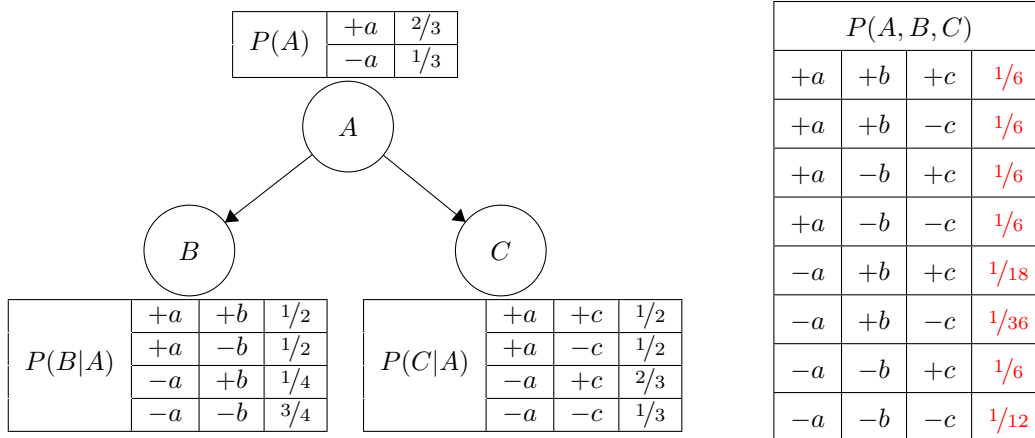 P(A)
+a 2/3
−a 1/3
A
B
C
P(B|A)
+a +b 1/2
+a −b 1/2
−a +b 1/4
−a −b 3/4
P(C|A)
+a +c 1/2
+a −c 1/2
−a +c 2/3
−a −c 1/3
P(A, B, C)
+a +b +c 1/6
+a +b −c 1/6
+a −b +c 1/6
+a −b −c 1/6
−a +b +c 1/18
−a +b −c 1/36
−a −b +c 1/6
−a −b −c 1/12